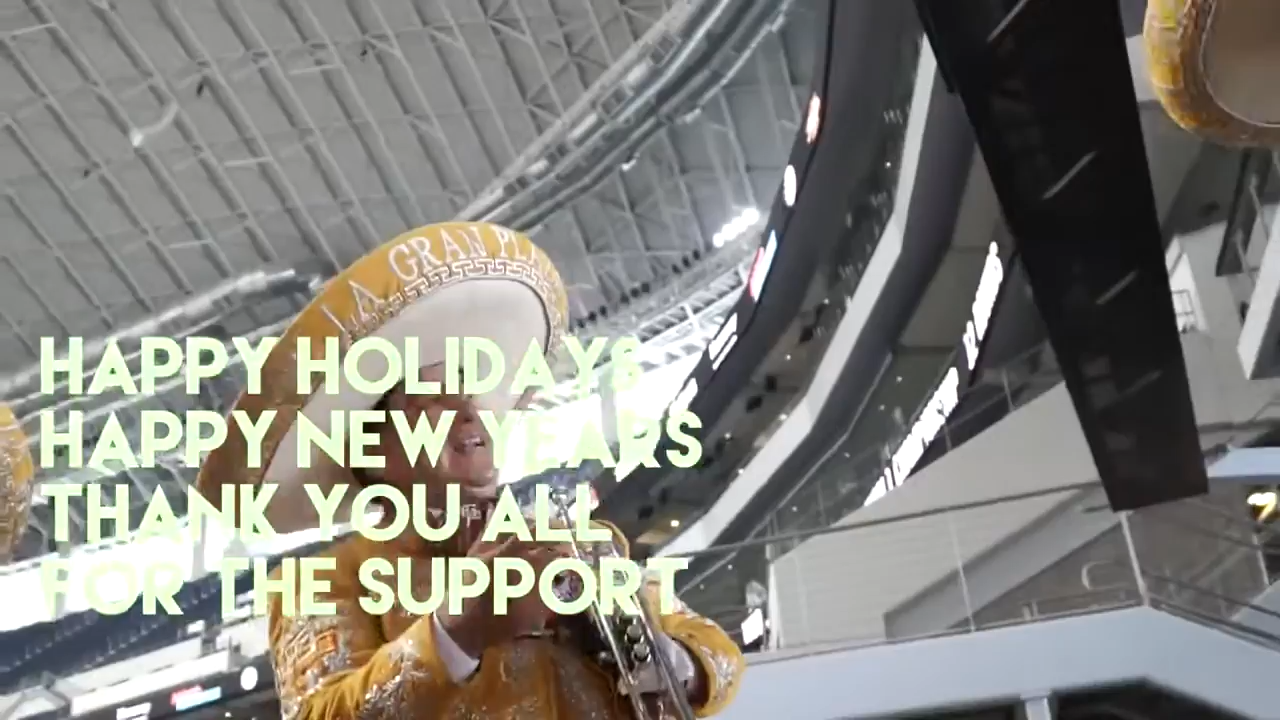 LA GRAN PLA
HAPPY HOLIDAYS
HAPPY NEW YEARS
THANK YOU ALL
FOR THE SUPPORT